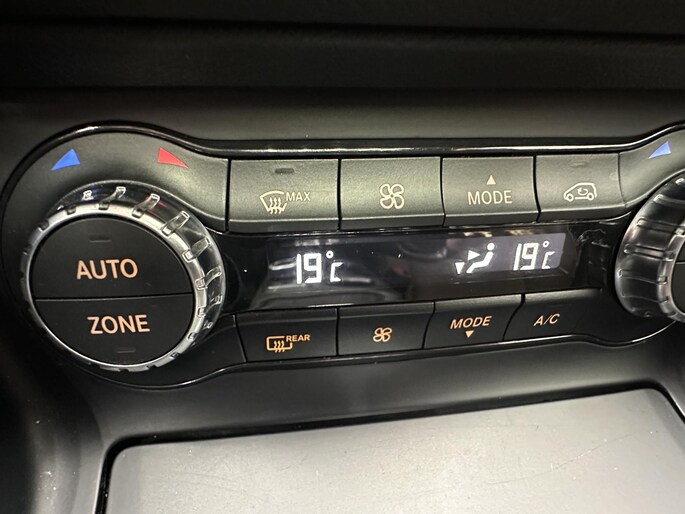 MAX
MODE
AUTO
19°C
19°C
ZONE
REAR
MODE
A/C